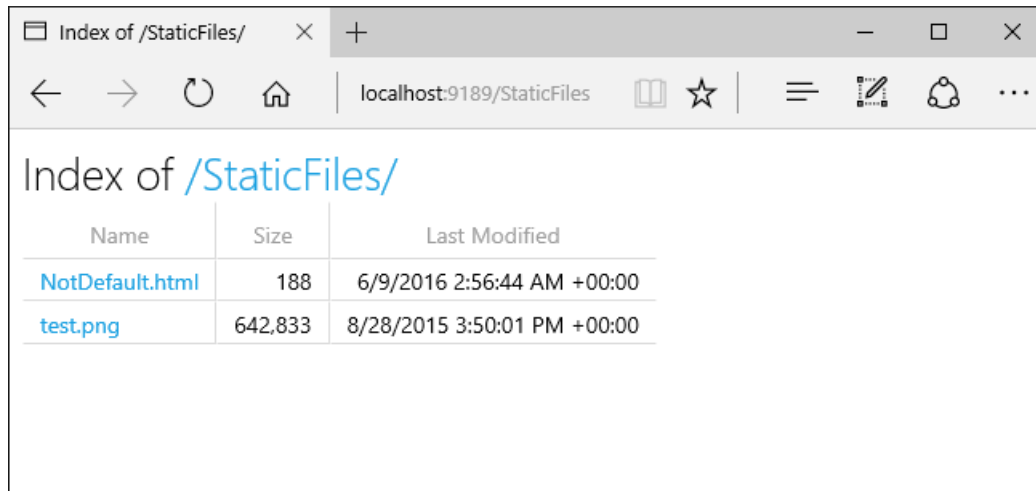 Index of /StaticFiles/
localhost:9189/StaticFiles
Index of /StaticFiles/
Name Size Last Modified
NotDefault.html 188 6/9/2016 2:56:44 AM +00:00
test.png 642,833 8/28/2015 3:50:01 PM +00:00